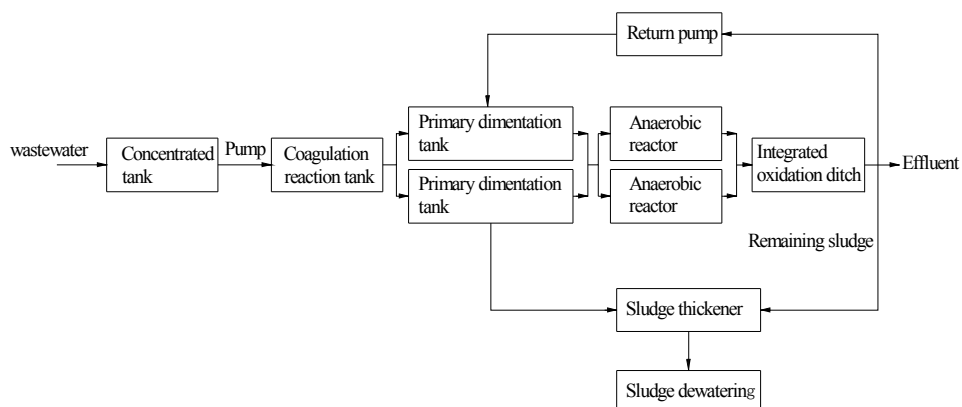 Return pump
Primary dimentation
tank
Anaerobic
reactor
wastewater
Concentrated
tank
Pump
Coagulation
reaction tank
Integrated
oxidation ditch
Effluent
Primary dimentation
tank
Anaerobic
reactor
Remaining sludge
Sludge thickener
Sludge dewatering